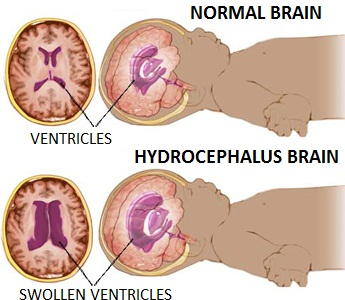 NORMAL BRAIN
VENTRICLES
HYDROCEPHALUS BRAIN
SWOLLEN VENTRICLES